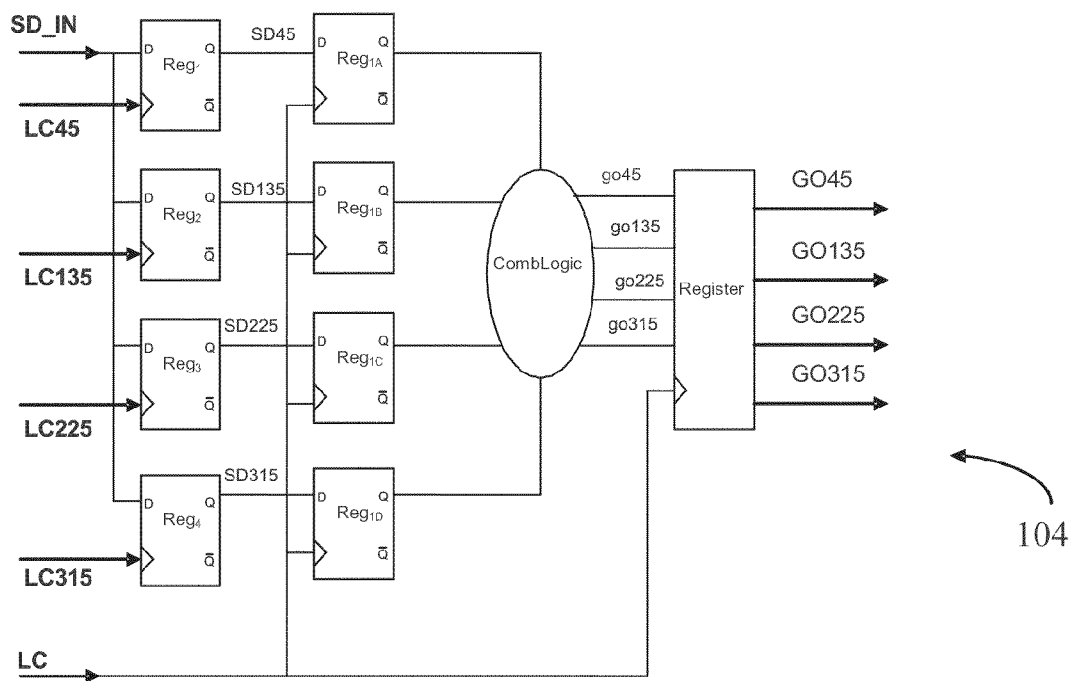 SD_IN
D Q
Reg1
Q̅
LC45
SD45
D Q
Reg1A
Q̅
D Q
Reg2
Q̅
LC135
SD135
D Q
Reg1B
Q̅
D Q
Reg3
Q̅
LC225
SD225
D Q
Reg1C
Q̅
D Q
Reg4
Q̅
LC315
SD315
D Q
Reg1D
Q̅
LC
CombLogic
go45
go135
go225
go315
Register
GO45
GO135
GO225
GO315
104